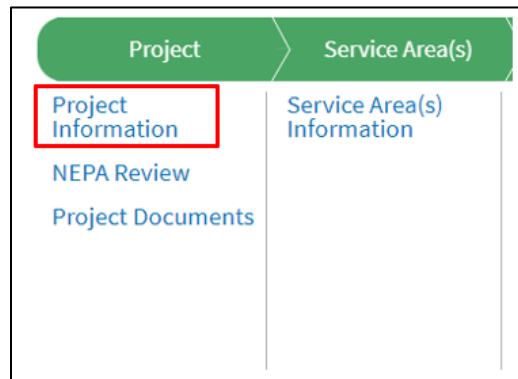 Project
Service Area(s)
Project
Information
NEPA Review
Project Documents
Service Area(s)
Information